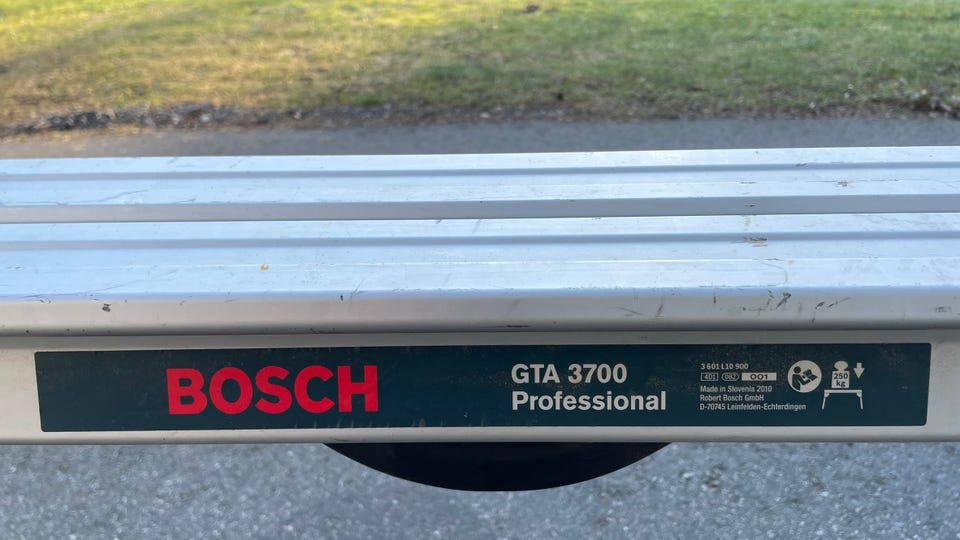 BOSCH
GTA 3700
Professional
3 601 L10 900
401 082 001
Made in Slovenia 2010
Robert Bosch GmbH
D-70745 Leinfelden-Echterdingen
250
kg